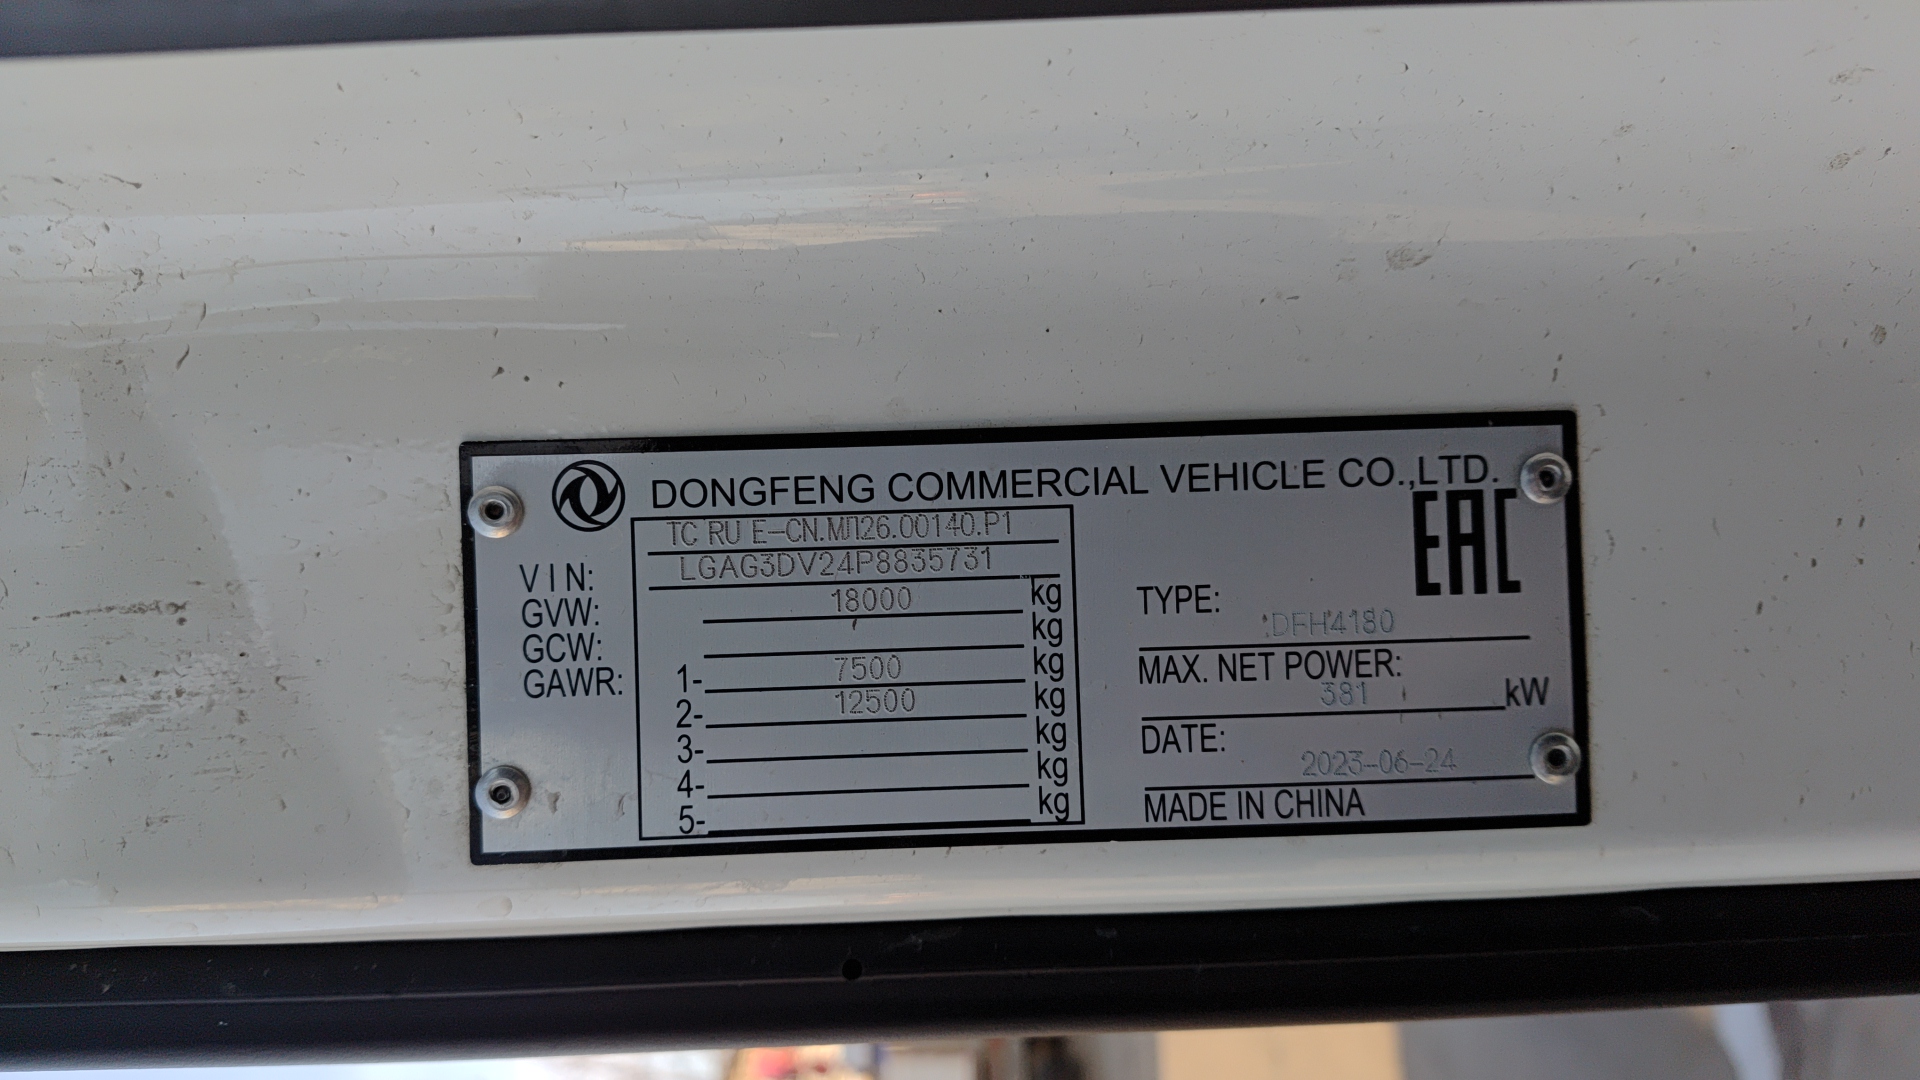 DONGFENG COMMERCIAL VEHICLE CO.,LTD.
EAC
TC RU E-CN.МЛ26.00140.P1
VIN: LGAG3DV24P8835731
GVW: 18000 kg
GCW: kg
GAWR: 1- 7500 kg
2- 12500 kg
3- kg
4- kg
5- kg
TYPE: DFH4180
MAX. NET POWER:
381 kW
DATE:
2023-06-24
MADE IN CHINA